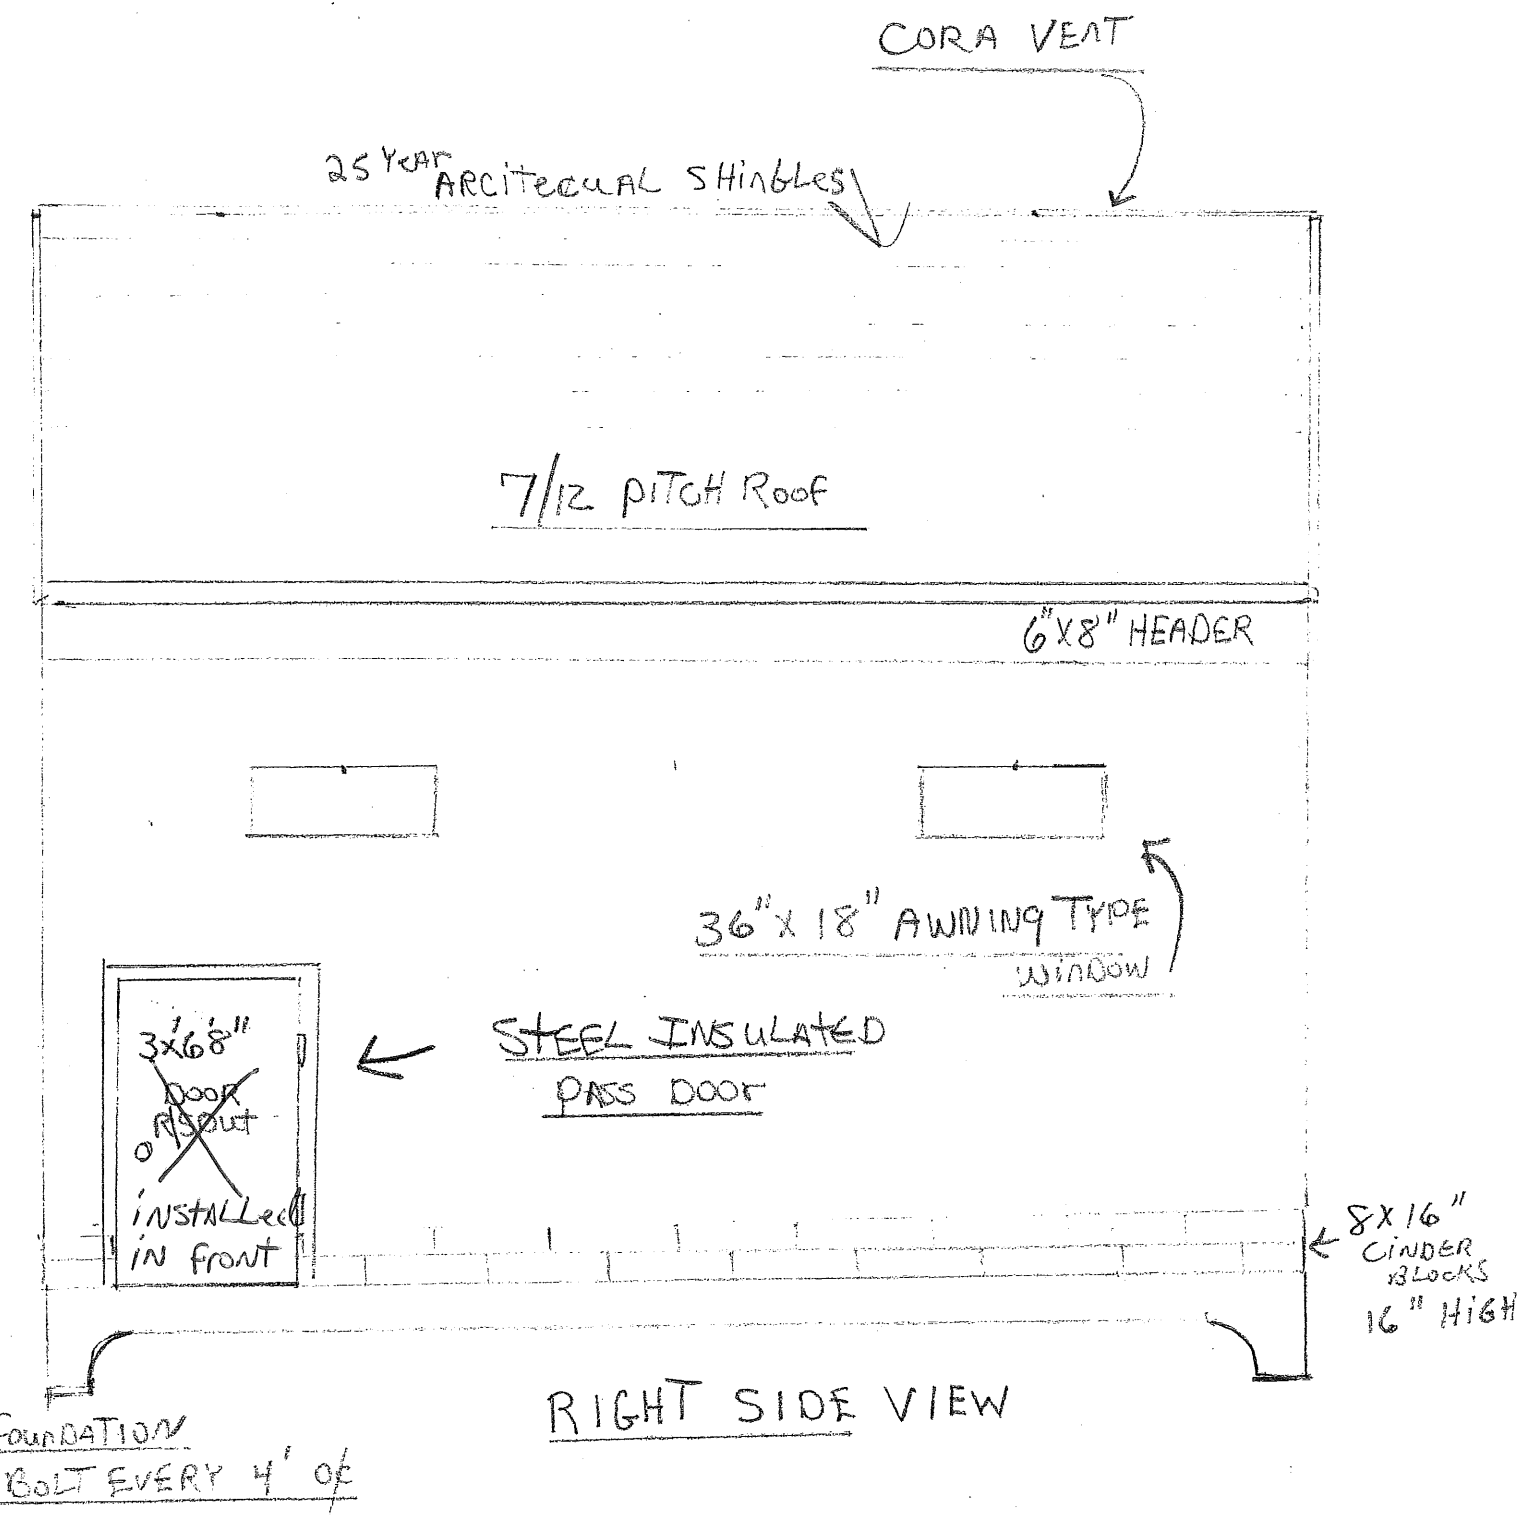 CORA VENT
25 Year
ARCITECUAL SHINGLES
7/12 PITCH ROOF
6"X8" HEADER
36"X 18" AWNING TYPE
WINDOW
3'X6'8"
DOOR
IS OUT
INSTALLED
IN FRONT
STEEL INSULATED
PASS DOOR
8X16"
CINDER
BLOCKS
16" HIGH
RIGHT SIDE VIEW
FOUNDATION
BOLT EVERY 4' O/C